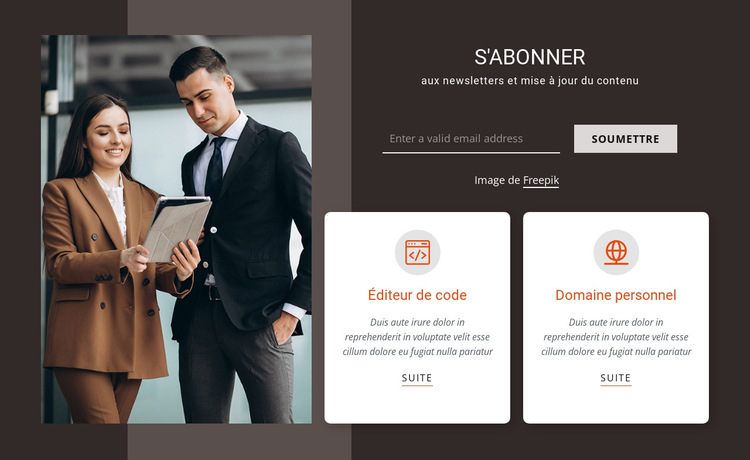 S'ABONNER
aux newsletters et mise à jour du contenu
Enter a valid email address
SOUMETTRE
Image de Freepik
Éditeur de code
Duis aute irure dolor in
reprehenderit in voluptate velit esse
cillum dolore eu fugiat nulla pariatur
SUITE
Domaine personnel
Duis aute irure dolor in
reprehenderit in voluptate velit esse
cillum dolore eu fugiat nulla pariatur
SUITE